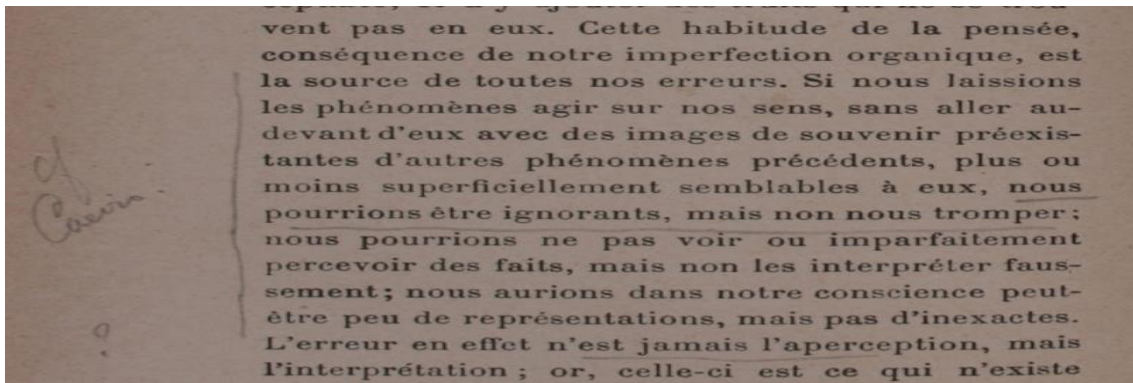 vent pas en eux. Cette habitude de la pensée,
conséquence de notre imperfection organique, est
la source de toutes nos erreurs. Si nous laissions
les phénomènes agir sur nos sens, sans aller au-
devant d'eux avec des images de souvenir préexis-
tantes d'autres phénomènes précédents, plus ou
moins superficiellement semblables à eux, nous
pourrions être ignorants, mais non nous tromper;
nous pourrions ne pas voir ou imparfaitement
percevoir des faits, mais non les interpréter faus-
sement; nous aurions dans notre conscience peut-
être peu de représentations, mais pas d'inexactes.
L'erreur en effet n'est jamais l'aperception, mais
l'interprétation; or, celle-ci est ce qui n'existe
cf
?